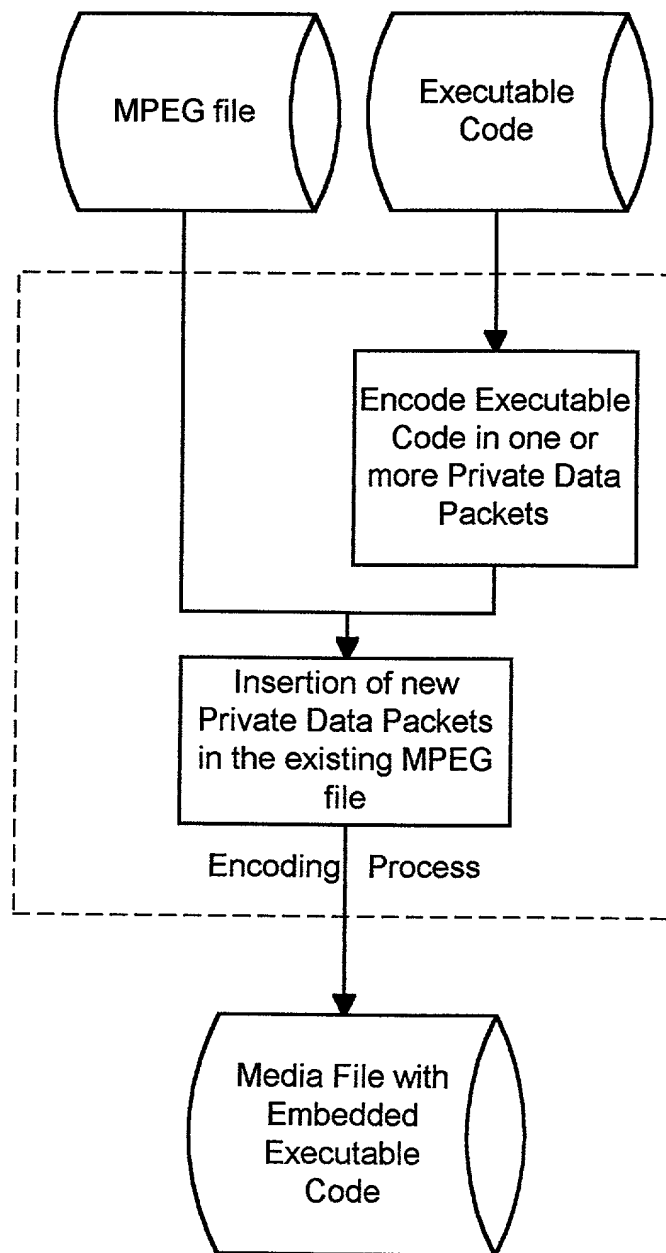 MPEG file
Executable
Code
Encode Executable
Code in one or
more Private Data
Packets
Insertion of new
Private Data Packets
in the existing MPEG
file
Encoding Process
Media File with
Embedded
Executable
Code